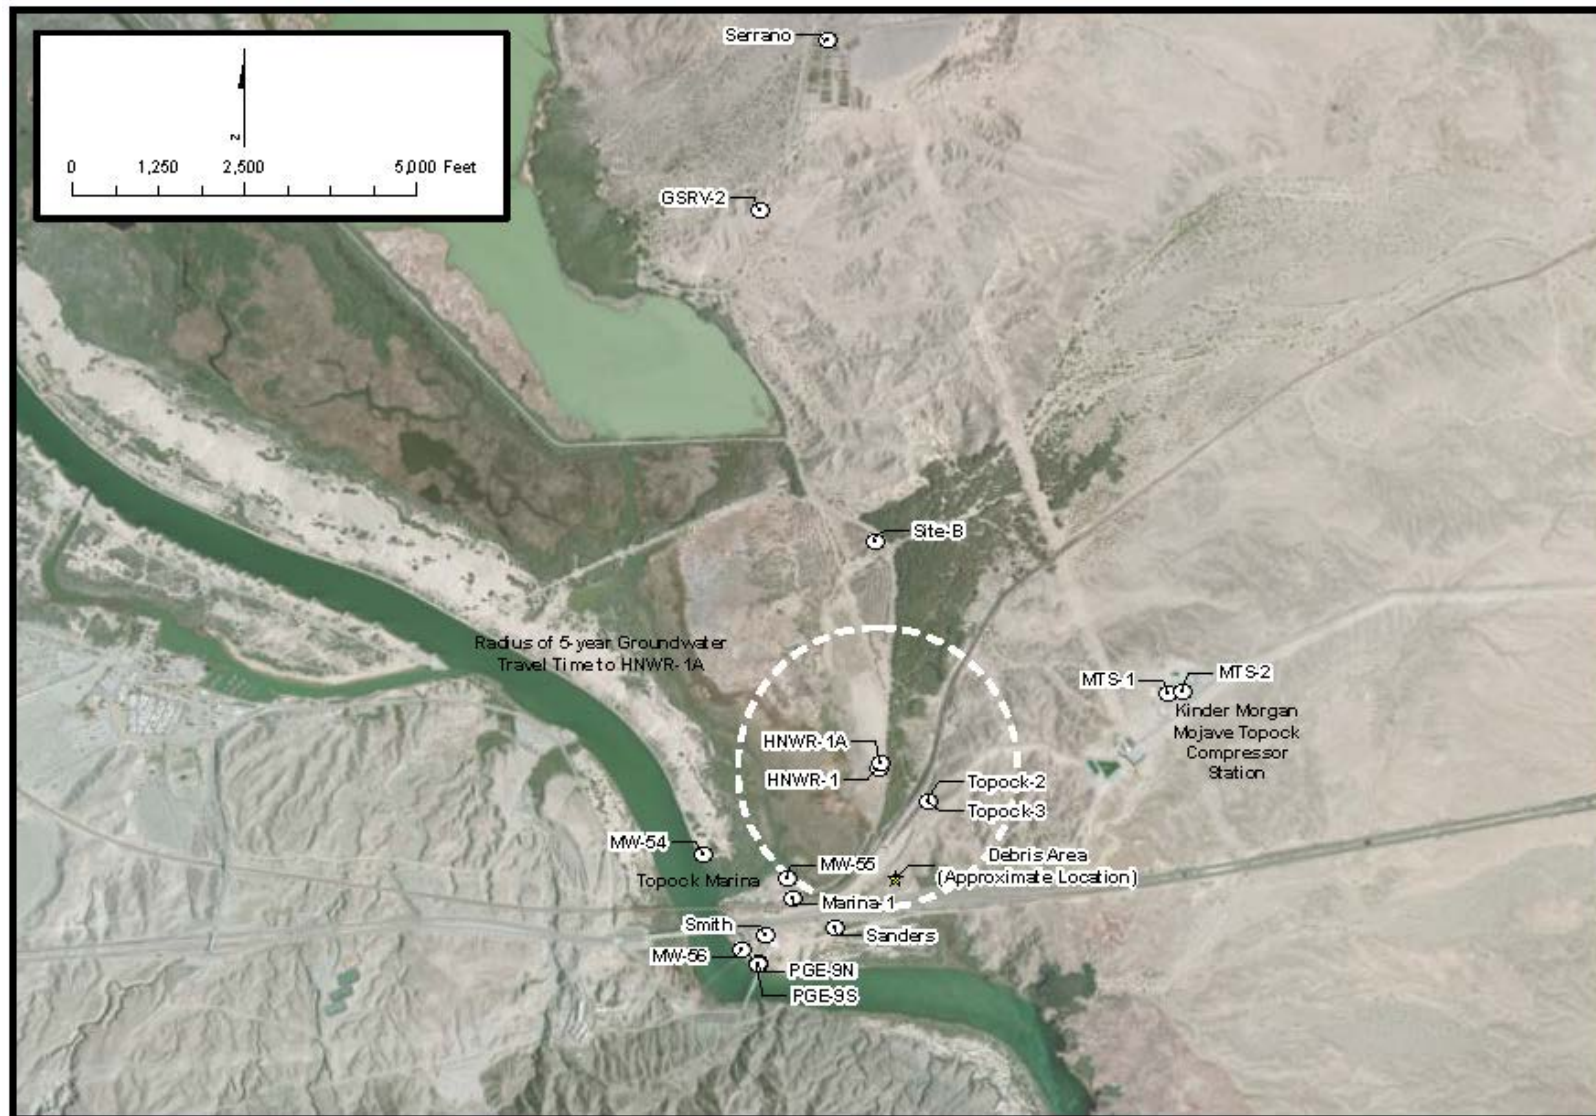 Serrano
z
0 1,250 2,500 5,000 Feet
GSRV-2
Site-B
Radius of 5-year Groundwater
Travel Time to HNWR-1A
MTS-1
MTS-2
Kinder Morgan
Mojave Topock
Compressor
Station
HNWR-1A
HNWR-1
Topock-2
Topock-3
MW-54
MW-55
Debris Area
(Approximate Location)
Topock Marina
Marina-1
Smith
Sanders
MW-56
PGE-9N
PGE-9S